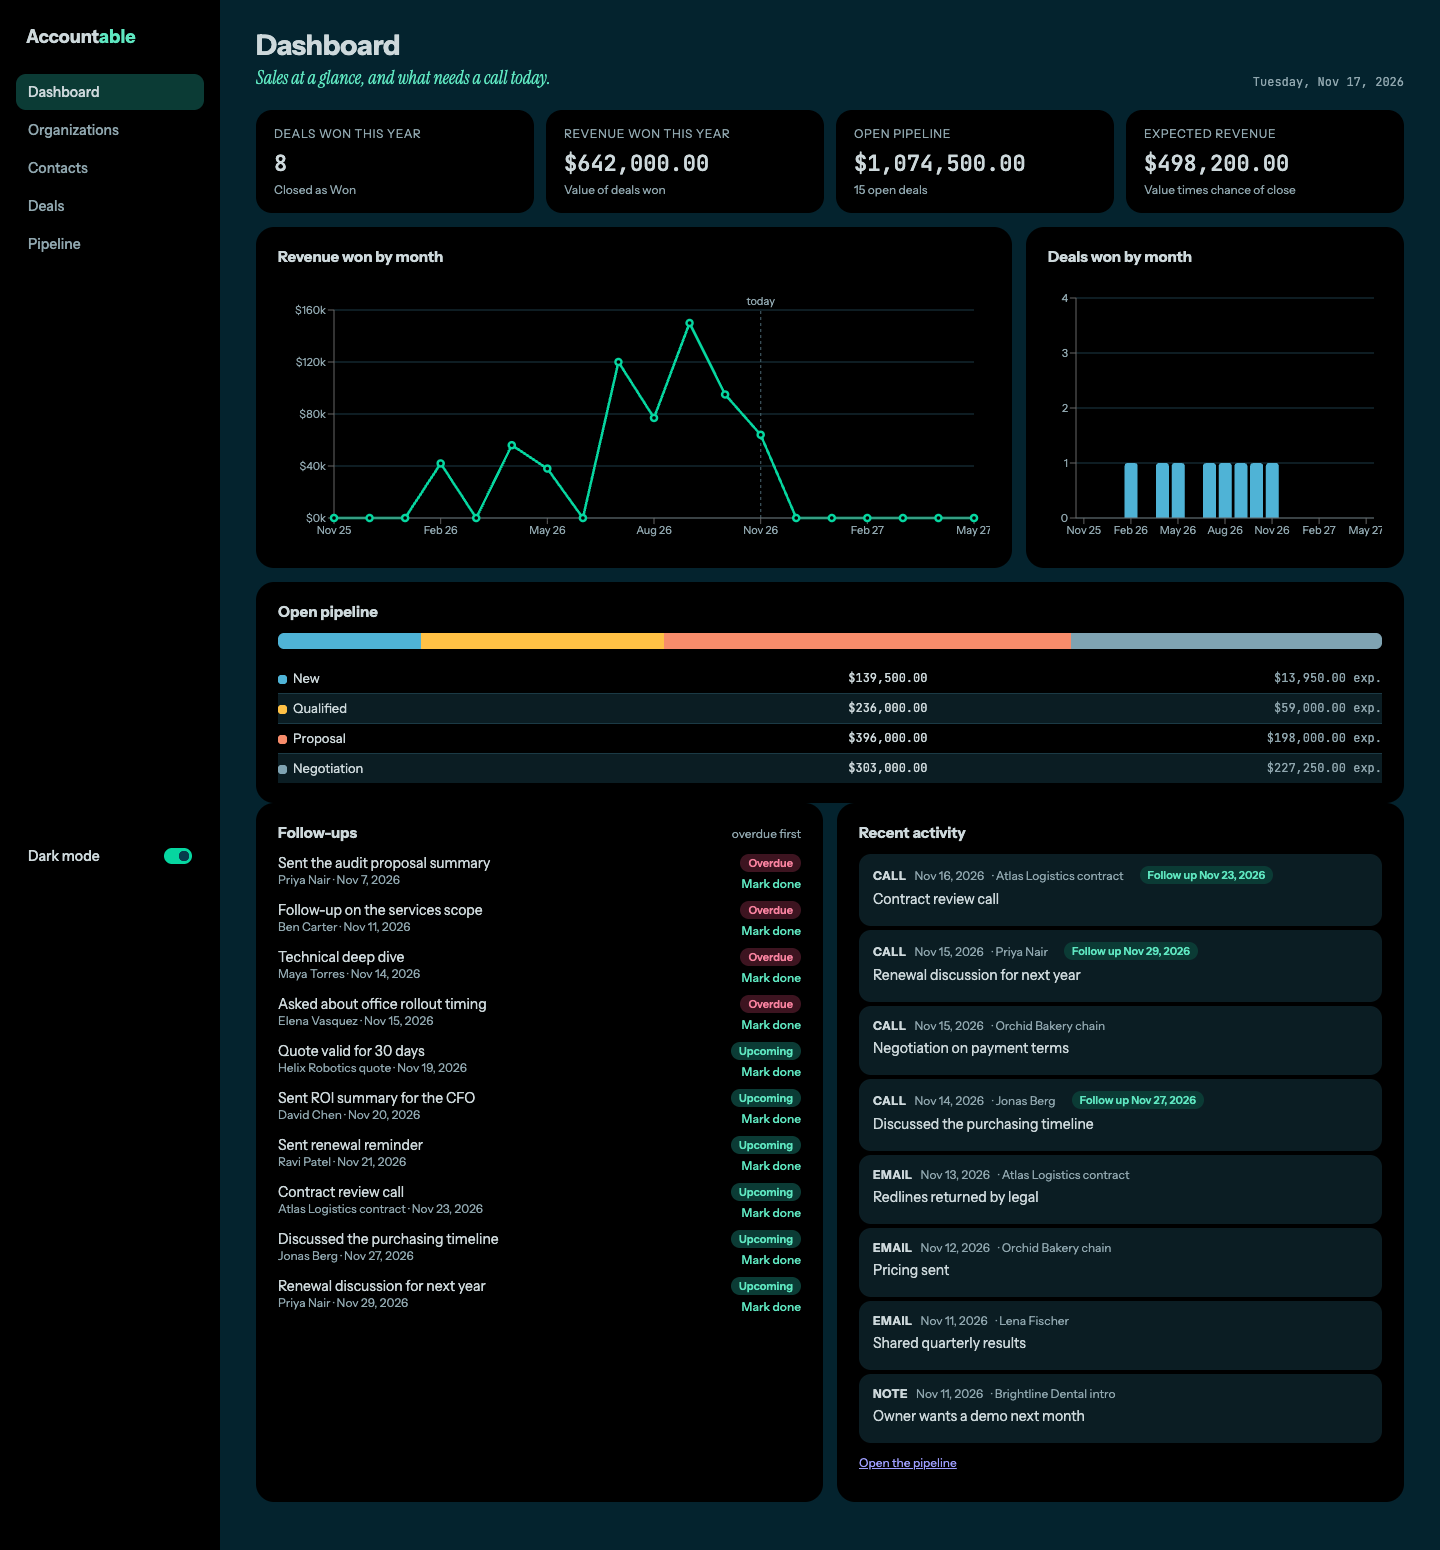 Accountable
Dashboard
Organizations
Contacts
Deals
Pipeline
Dark mode
Dashboard
Sales at a glance, and what needs a call today.
Tuesday, Nov 17, 2026
DEALS WON THIS YEAR
8
Closed as Won
REVENUE WON THIS YEAR
$642,000.00
Value of deals won
OPEN PIPELINE
$1,074,500.00
15 open deals
EXPECTED REVENUE
$498,200.00
Value times chance of close
Revenue won by month
today
$160k
$120k
$80k
$40k
$0k
Nov 25 Feb 26 May 26 Aug 26 Nov 26 Feb 27 May 27
Deals won by month
4
3
2
1
0
Nov 25 Feb 26 May 26 Aug 26 Nov 26 Feb 27 May 27
Open pipeline
New $139,500.00 $13,950.00 exp.
Qualified $236,000.00 $59,000.00 exp.
Proposal $396,000.00 $198,000.00 exp.
Negotiation $303,000.00 $227,250.00 exp.
Follow-ups overdue first
Sent the audit proposal summary Overdue
Priya Nair · Nov 7, 2026 Mark done
Follow-up on the services scope Overdue
Ben Carter · Nov 11, 2026 Mark done
Technical deep dive Overdue
Maya Torres · Nov 14, 2026 Mark done
Asked about office rollout timing Overdue
Elena Vasquez · Nov 15, 2026 Mark done
Quote valid for 30 days Upcoming
Helix Robotics quote · Nov 19, 2026 Mark done
Sent ROI summary for the CFO Upcoming
David Chen · Nov 20, 2026 Mark done
Sent renewal reminder Upcoming
Ravi Patel · Nov 21, 2026 Mark done
Contract review call Upcoming
Atlas Logistics contract · Nov 23, 2026 Mark done
Discussed the purchasing timeline Upcoming
Jonas Berg · Nov 27, 2026 Mark done
Renewal discussion for next year Upcoming
Priya Nair · Nov 29, 2026 Mark done
Recent activity
CALL Nov 16, 2026 · Atlas Logistics contract Follow up Nov 23, 2026
Contract review call
CALL Nov 15, 2026 · Priya Nair Follow up Nov 29, 2026
Renewal discussion for next year
CALL Nov 15, 2026 · Orchid Bakery chain
Negotiation on payment terms
CALL Nov 14, 2026 · Jonas Berg Follow up Nov 27, 2026
Discussed the purchasing timeline
EMAIL Nov 13, 2026 · Atlas Logistics contract
Redlines returned by legal
EMAIL Nov 12, 2026 · Orchid Bakery chain
Pricing sent
EMAIL Nov 11, 2026 · Lena Fischer
Shared quarterly results
NOTE Nov 11, 2026 · Brightline Dental intro
Owner wants a demo next month
Open the pipeline